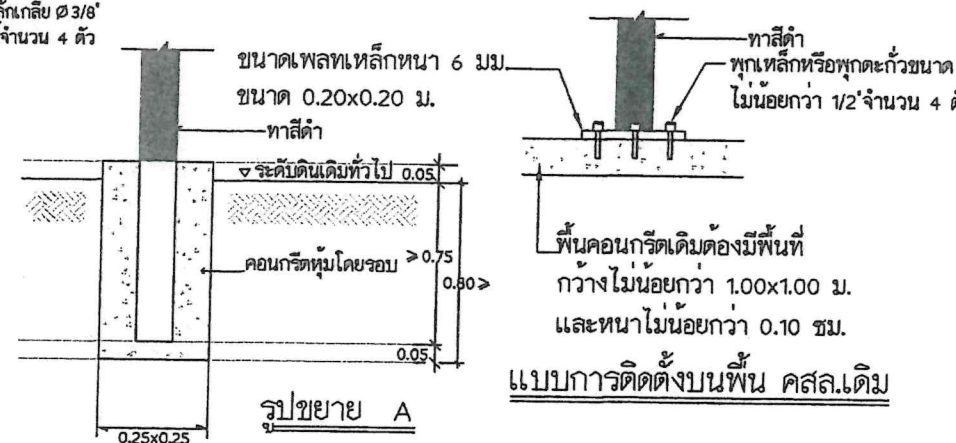 ลักเกลีย Ø3/8"
จำนวน 4 ตัว
ขนาดเพลทเหล็กหนา 6 มม.
ขนาด 0.20x0.20 ม.
ทาสีดำ
ระดับดินเดิมทั่วไป 0.05
คอนกรีตหุ้มโดยรอบ
≥0.75
0.80≥
0.05
0.25x0.25
รูปขยาย A
ทาสีดำ
พุกเหล็กหรือพุกตะกั่วขนาด
ไม่น้อยกว่า 1/2"จำนวน 4 ตั
พื้นคอนกรีตเดิมต้องมีพื้นที่
กว้างไม่น้อยกว่า 1.00x1.00 ม.
และหนาไม่น้อยกว่า 0.10 ซม.
แบบการติดตั้งบนพื้น คสล.เดิม